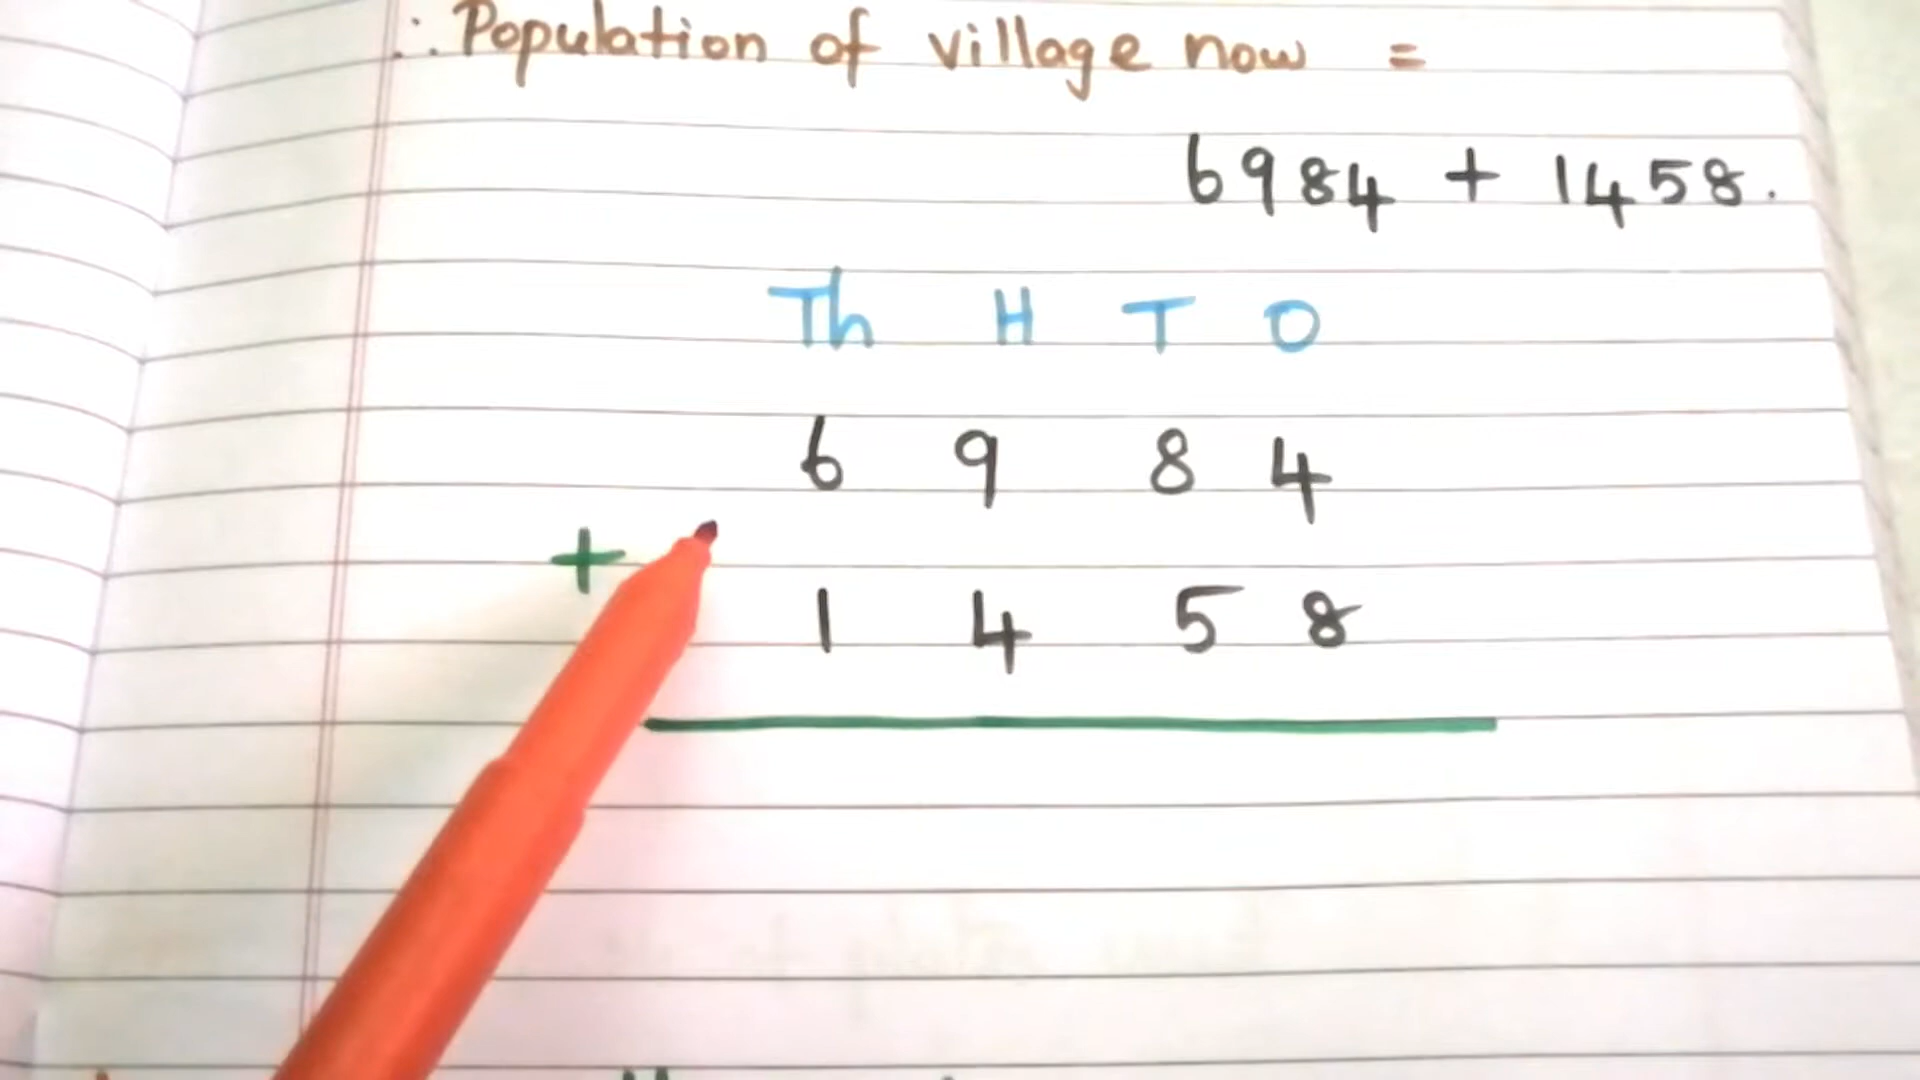 ∴ Population of village now =
6984 + 1458.
Th H T O
6 9 8 4
+
1 4 5 8